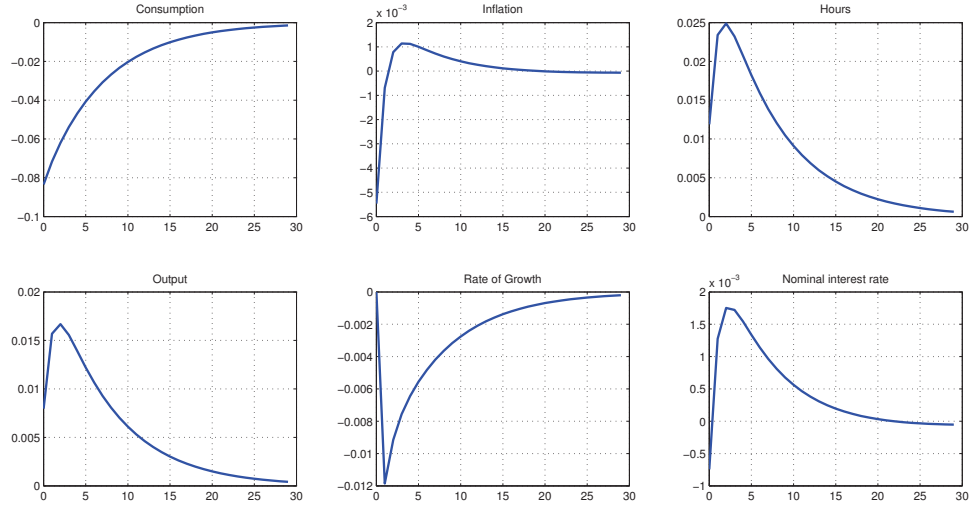 Consumption
0
−0.02
−0.04
−0.06
−0.08
−0.1
0 5 10 15 20 25 30
Inflation
x 10⁻³
2
1
0
−1
−2
−3
−4
−5
−6
0 5 10 15 20 25 30
Hours
0.025
0.02
0.015
0.01
0.005
0
0 5 10 15 20 25 30
Output
0.02
0.015
0.01
0.005
0
0 5 10 15 20 25 30
Rate of Growth
0
−0.002
−0.004
−0.006
−0.008
−0.01
−0.012
0 5 10 15 20 25 30
Nominal interest rate
x 10⁻³
2
1.5
1
0.5
0
−0.5
−1
0 5 10 15 20 25 30